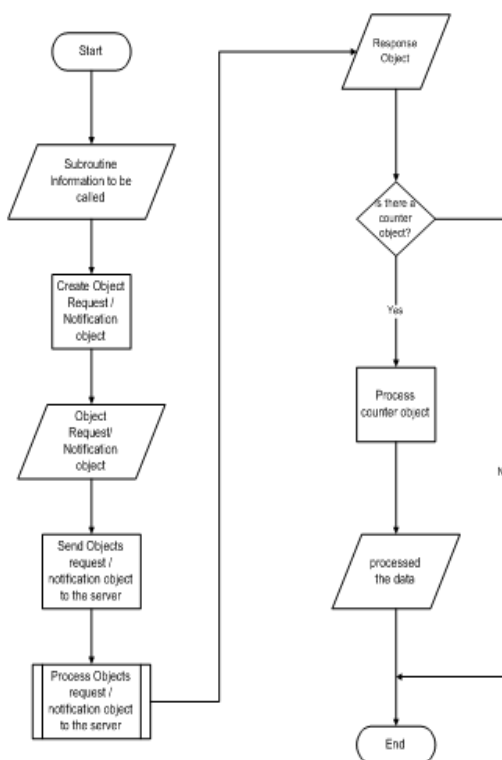 Start
Subroutine
Information to be
called
Create Object
Request /
Notification
object
Object
Request/
Notification
object
Send Objects
request /
notification object
to the server
Process Objects
request /
notification object
to the server
Response
Object
Is there a
counter
object?
Yes
Process
counter object
processed
the data
End